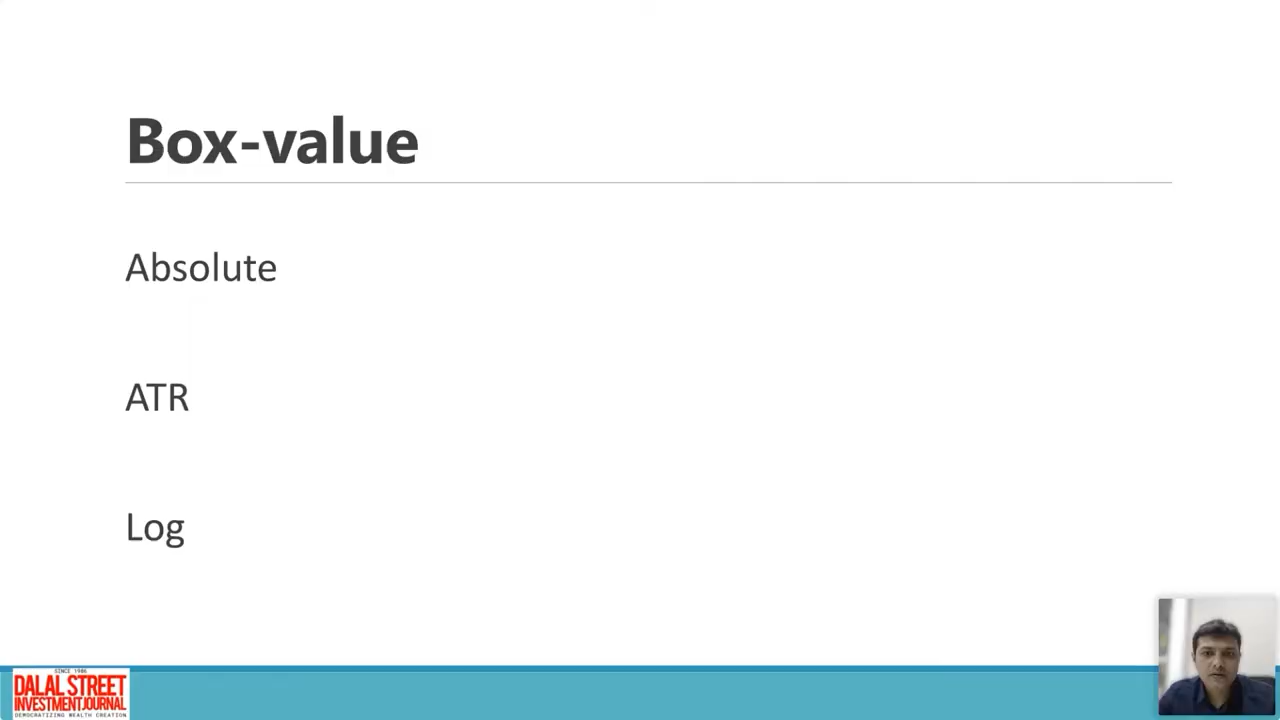 Box-value
Absolute
ATR
Log
SINCE 1986
DALAL STREET
INVESTMENT JOURNAL
DEMOCRATIZING WEALTH CREATION